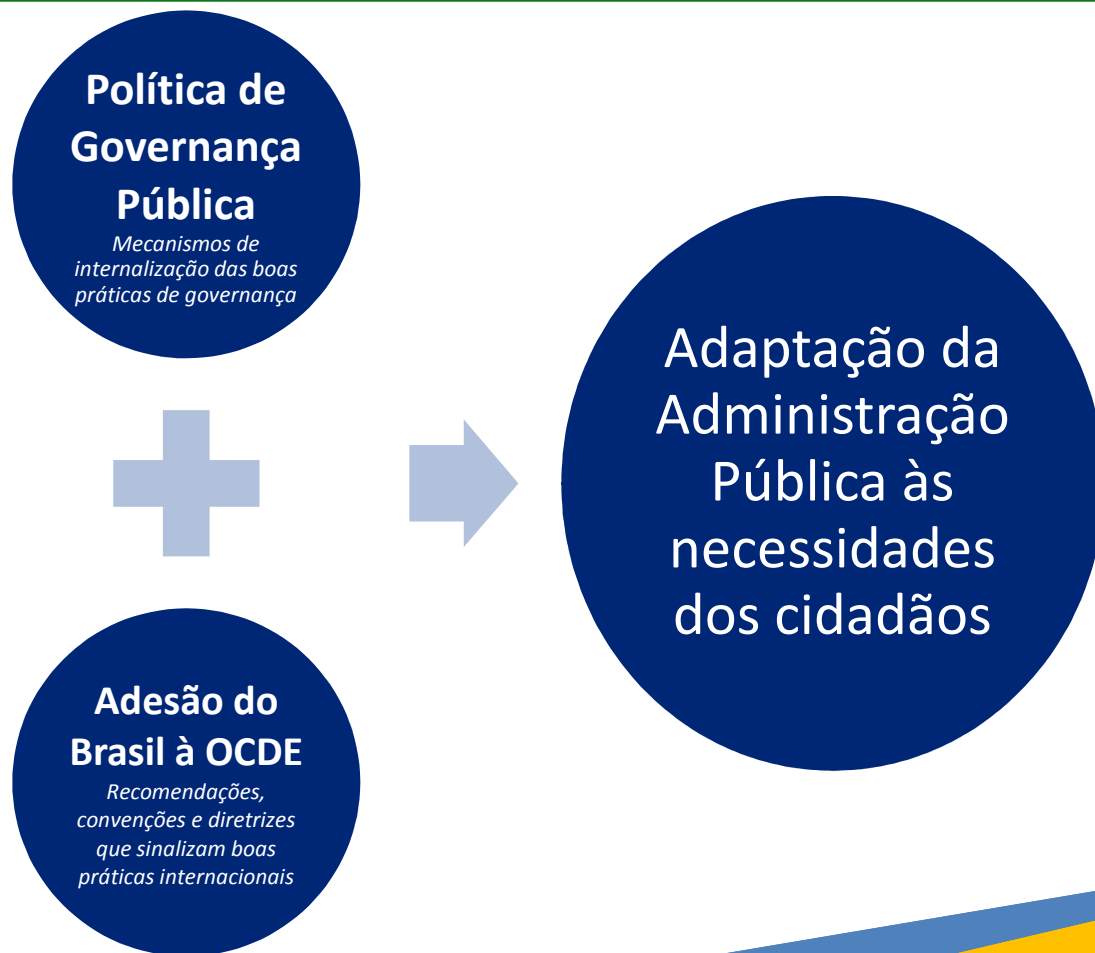 Política de
Governança
Pública
Mecanismos de
internalização das boas
práticas de governança
Adesão do
Brasil à OCDE
Recomendações,
convenções e diretrizes
que sinalizam boas
práticas internacionais
Adaptação da
Administração
Pública às
necessidades
dos cidadãos